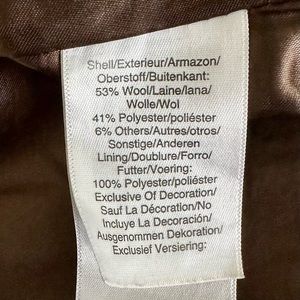 Shell/Exterieur/Armazon/
Oberstoff/Buitenkant:
53% Wool/Laine/lana/
Wolle/Wol
41% Polyester/poliéster
6% Others/Autres/otros/
Sonstige/Anderen
Lining/Doublure/Forro/
Futter/Voering:
100% Polyester/poliéster
Exclusive Of Decoration/
Sauf La Décoration/No
Incluye La Decoración/
Ausgenommen Dekoration/
Exclusief Versiering: